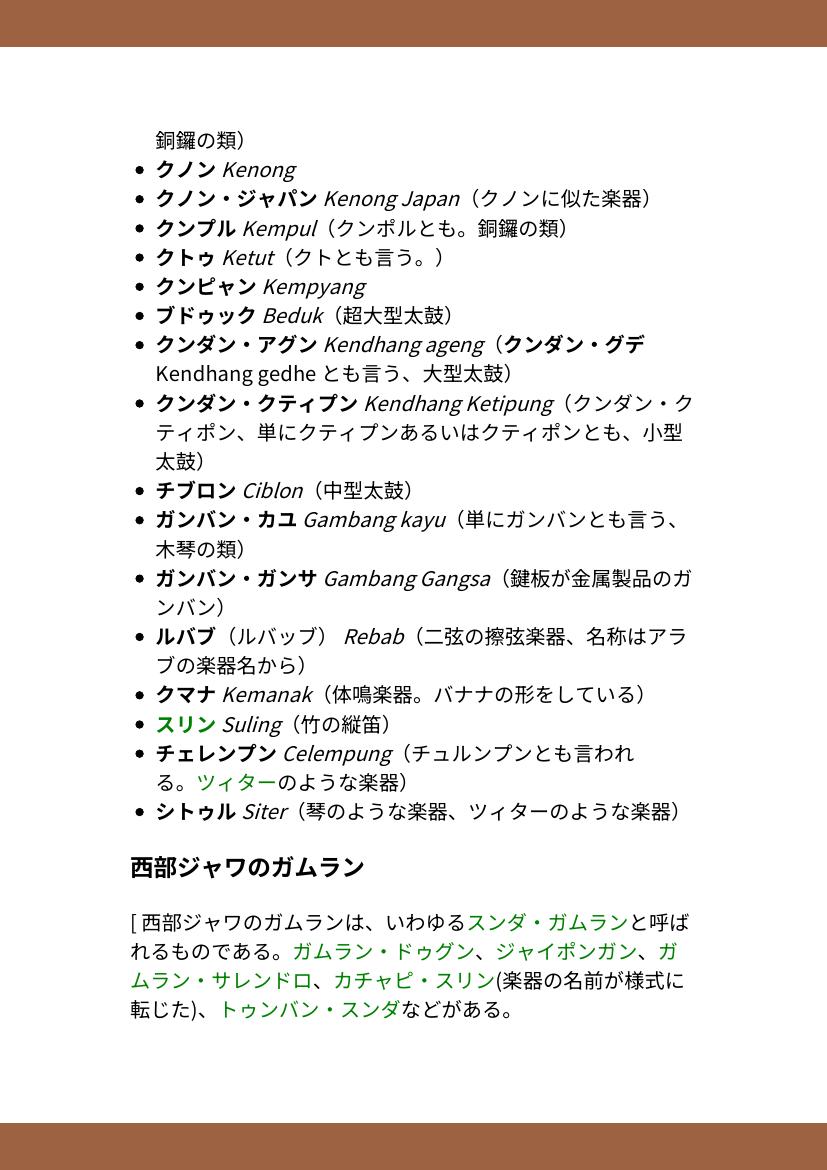 銅鑼の類）
• クノン Kenong
• クノン・ジャパン Kenong Japan（クノンに似た楽器）
• クンプル Kempul（クンポルとも。銅鑼の類）
• クトゥ Ketut（クトとも言う。）
• クンピャン Kempyang
• ブドゥック Beduk（超大型太鼓）
• クンダン・アグン Kendhang ageng（クンダン・グデ
Kendhang gedhe とも言う、大型太鼓）
• クンダン・クティプン Kendhang Ketipung（クンダン・ク
ティポン、単にクティプンあるいはクティポンとも、小型
太鼓）
• チブロン Ciblon（中型太鼓）
• ガンバン・カユ Gambang kayu（単にガンバンとも言う、
木琴の類）
• ガンバン・ガンサ Gambang Gangsa（鍵板が金属製品のガ
ンバン）
• ルバブ（ルバッブ） Rebab（二弦の擦弦楽器、名称はアラ
ブの楽器名から）
• クマナ Kemanak（体鳴楽器。バナナの形をしている）
• スリン Suling（竹の縦笛）
• チェレンプン Celempung（チュルンプンとも言われ
る。ツィターのような楽器）
• シトゥル Siter（琴のような楽器、ツィターのような楽器）
西部ジャワのガムラン
[ 西部ジャワのガムランは、いわゆるスンダ・ガムランと呼ば
れるものである。ガムラン・ドゥグン、ジャイポンガン、ガ
ムラン・サレンドロ、カチャピ・スリン(楽器の名前が様式に
転じた)、トゥンバン・スンダなどがある。